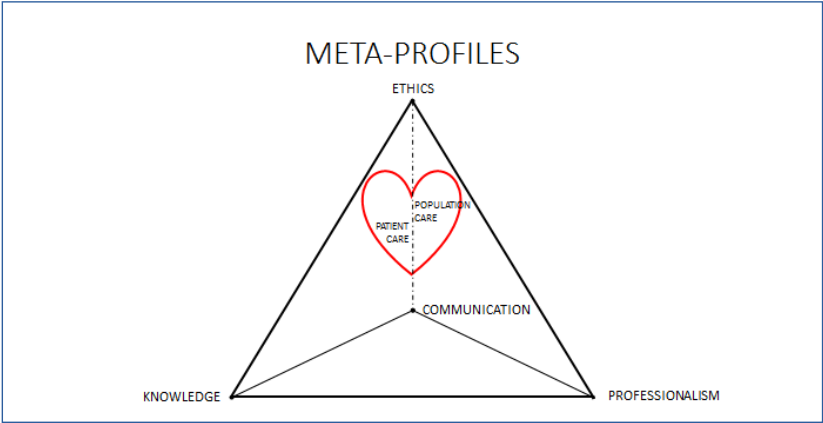 META-PROFILES
ETHICS
POPULATION
CARE
PATIENT
CARE
COMMUNICATION
KNOWLEDGE
PROFESSIONALISM